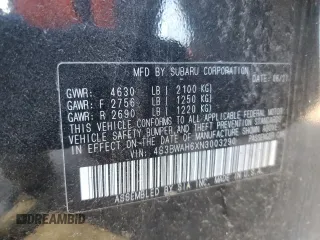 MFD BY SUBARU CORPORATION
DATE
GVWR: 4630 LB ( 2100 KG)
GAWR: F 2756 LB ( 1250 KG)
GAWR: R 2690 LB ( 1220 KG)
THIS VEHICLE CONFORMS TO ALL APPLICABLE FEDERAL MOTOR
VEHICLE SAFETY, BUMPER, AND THEFT PREVENTION STANDARDS
IN EFFECT ON THE DATE OF MANUFACTURE SHOWN ABOVE.
VIN: 4S3BWAH6XN3003290
ASSEMBLED BY SIA, INC. MADE IN U.S.A.
DREAMBID